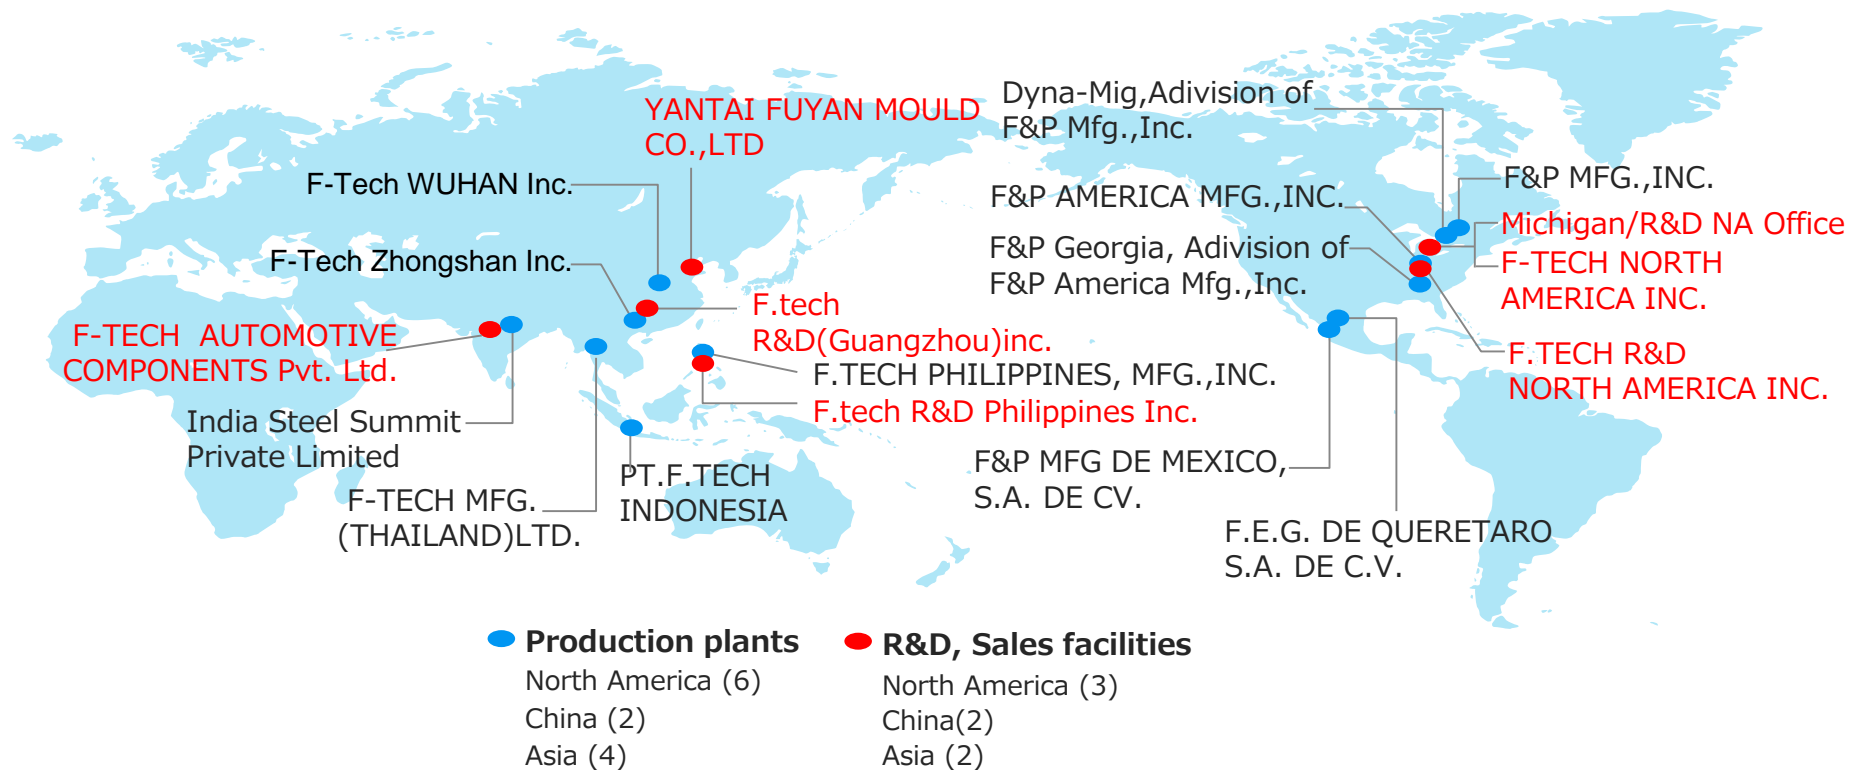 YANTAI FUYAN MOULD
CO.,LTD
F-Tech WUHAN Inc.
F-Tech Zhongshan Inc.
F-TECH  AUTOMOTIVE
COMPONENTS Pvt. Ltd.
India Steel Summit
Private Limited
F-TECH MFG.
(THAILAND)LTD.
PT.F.TECH
INDONESIA
F.tech
R&D(Guangzhou)inc.
F.TECH PHILIPPINES, MFG.,INC.
F.tech R&D Philippines Inc.
Dyna-Mig,Adivision of
F&P Mfg.,Inc.
F&P AMERICA MFG.,INC.
F&P Georgia, Adivision of
F&P America Mfg.,Inc.
F&P MFG.,INC.
Michigan/R&D NA Office
F-TECH NORTH
AMERICA INC.
F.TECH R&D
NORTH AMERICA INC.
F&P MFG DE MEXICO,
S.A. DE CV.
F.E.G. DE QUERETARO
S.A. DE C.V.
Production plants
North America (6)
China (2)
Asia (4)
R&D, Sales facilities
North America (3)
China(2)
Asia (2)